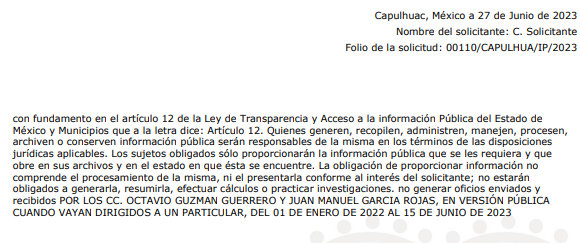 Capulhuac, México a 27 de Junio de 2023
Nombre del solicitante: C. Solicitante
Folio de la solicitud: 00110/CAPULHUA/IP/2023
con fundamento en el artículo 12 de la Ley de Transparencia y Acceso a la información Pública del Estado de
México y Municipios que a la letra dice: Artículo 12. Quienes generen, recopilen, administren, manejen, procesen,
archiven o conserven información pública serán responsables de la misma en los términos de las disposiciones
jurídicas aplicables. Los sujetos obligados sólo proporcionarán la información pública que se les requiera y que
obre en sus archivos y en el estado en que ésta se encuentre. La obligación de proporcionar información no
comprende el procesamiento de la misma, ni el presentarla conforme al interés del solicitante; no estarán
obligados a generarla, resumirla, efectuar cálculos o practicar investigaciones. no generar oficios enviados y
recibidos POR LOS CC. OCTAVIO GUZMAN GUERRERO Y JUAN MANUEL GARCIA ROJAS, EN VERSIÓN PÚBLICA
CUANDO VAYAN DIRIGIDOS A UN PARTICULAR, DEL 01 DE ENERO DE 2022 AL 15 DE JUNIO DE 2023